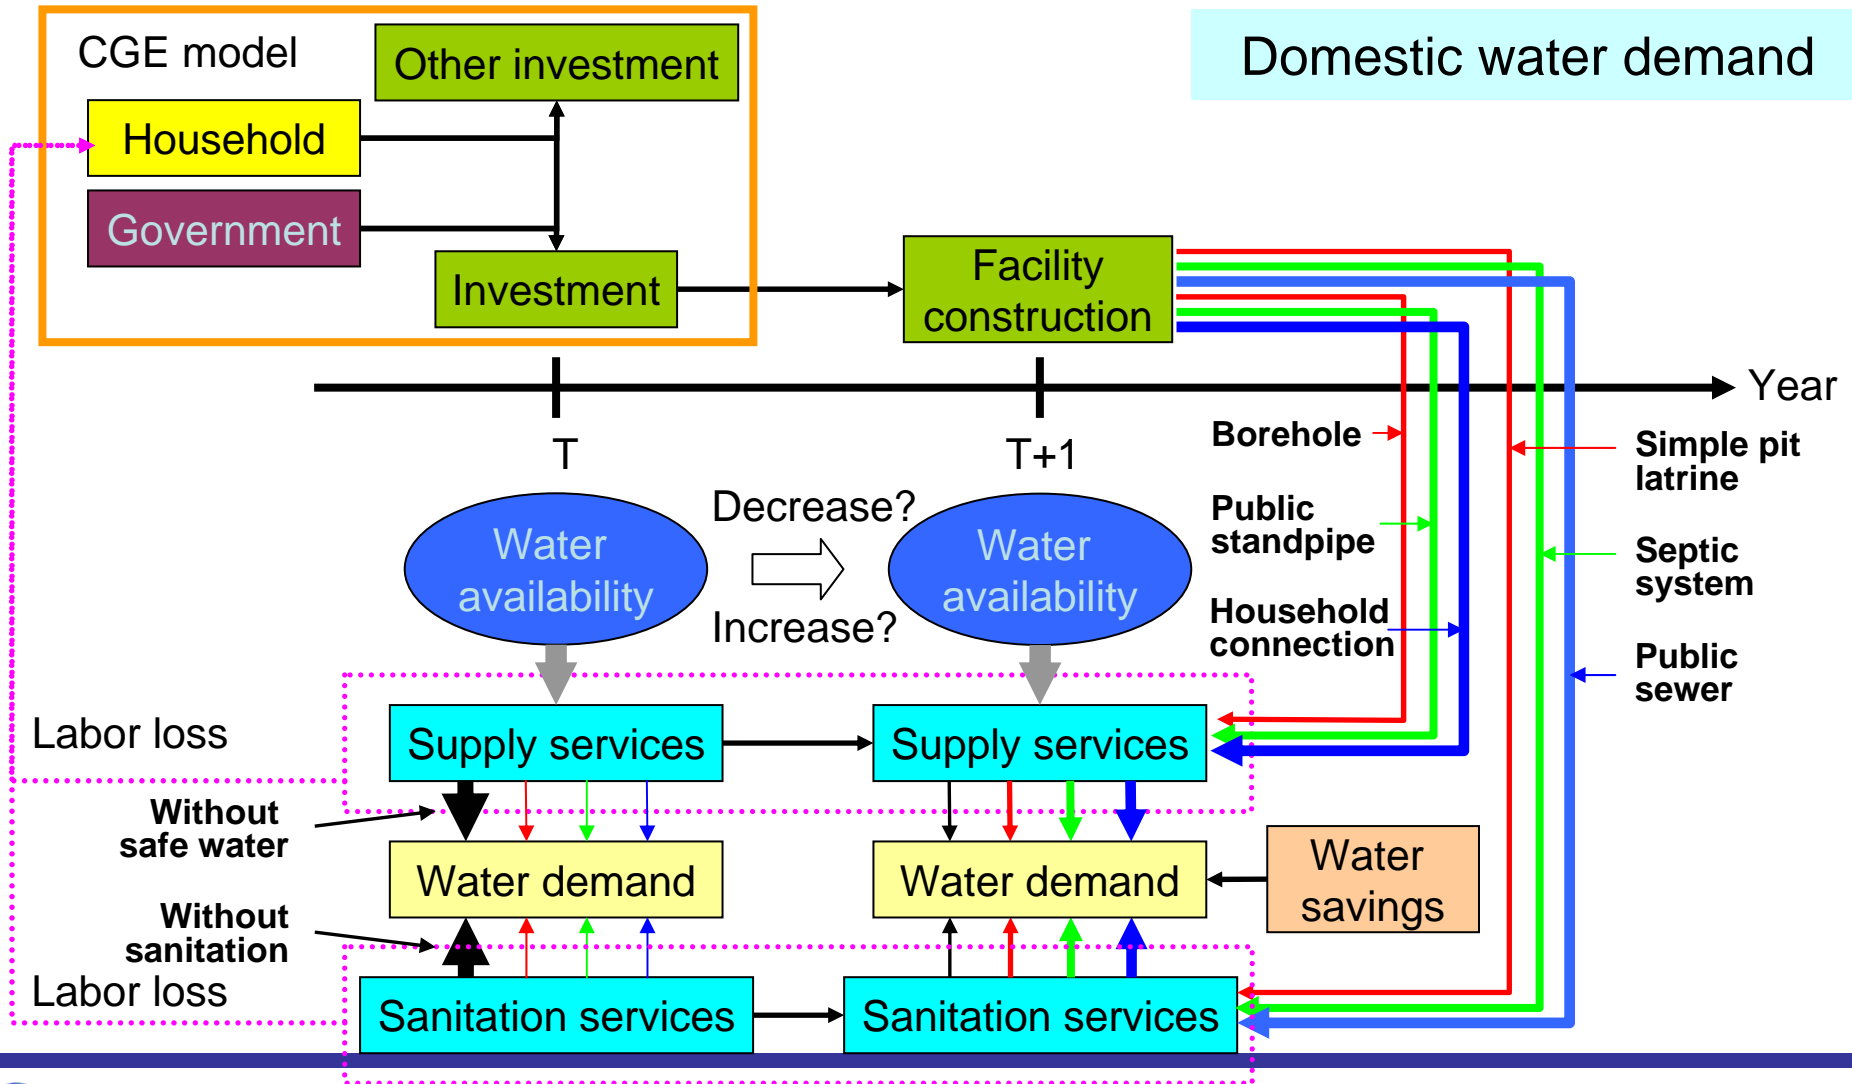 CGE model
Other investment
Domestic water demand
Household
Government
Investment
Facility
construction
Year
T
T+1
Borehole
Simple pit
latrine
Decrease?
Water
availability
Water
availability
Public
standpipe
Septic
system
Increase?
Household
connection
Public
sewer
Labor loss
Supply services
Supply services
Without
safe water
Water demand
Water demand
Water
savings
Without
sanitation
Labor loss
Sanitation services
Sanitation services